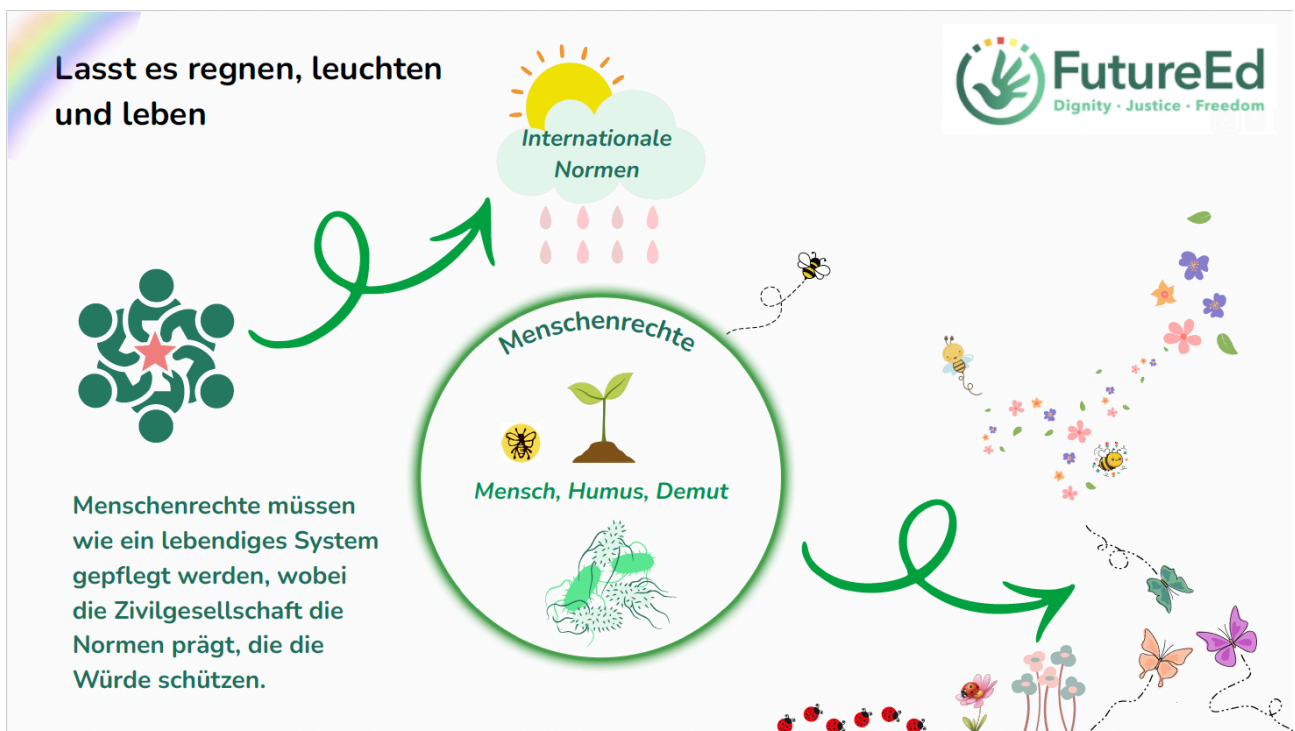 Lasst es regnen, leuchten
und leben
FutureEd
Dignity · Justice · Freedom
Internationale
Normen
Menschenrechte
Mensch, Humus, Demut
Menschenrechte müssen
wie ein lebendiges System
gepflegt werden, wobei
die Zivilgesellschaft die
Normen prägt, die die
Würde schützen.